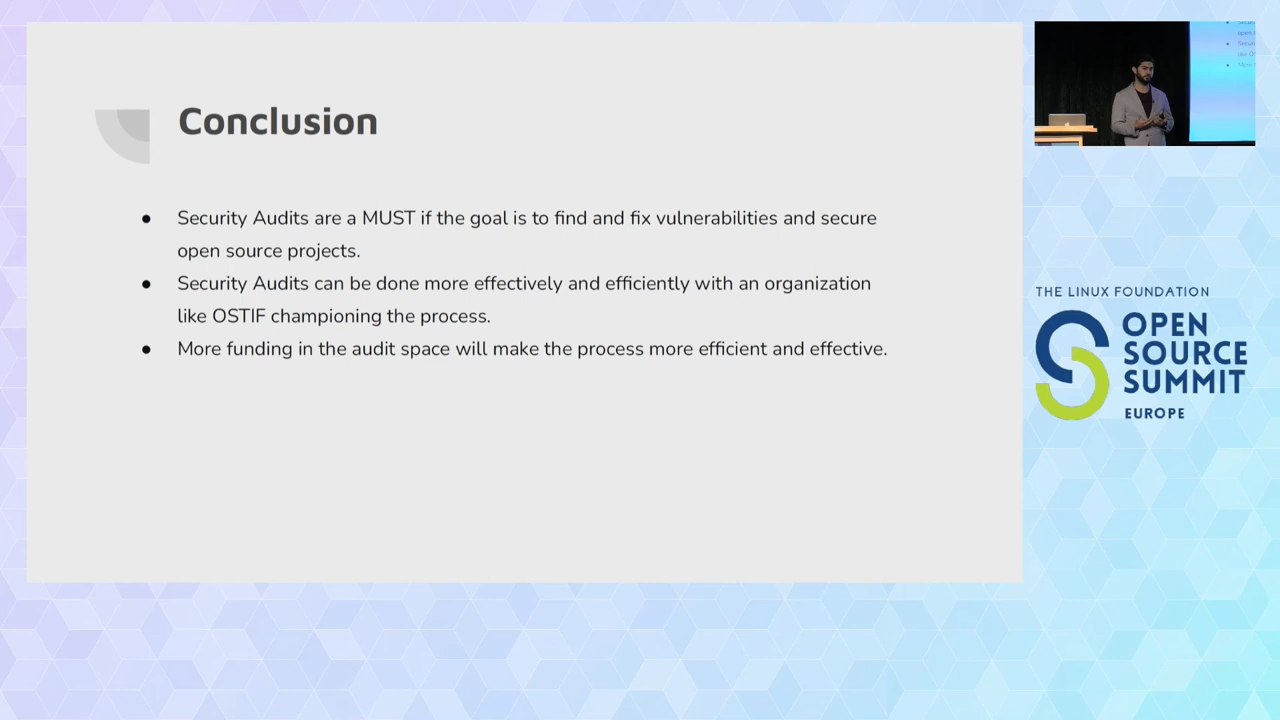 Conclusion
● Security Audits are a MUST if the goal is to find and fix vulnerabilities and secure
open source projects.
● Security Audits can be done more effectively and efficiently with an organization
like OSTIF championing the process.
● More funding in the audit space will make the process more efficient and effective.
THE LINUX FOUNDATION
OPEN
SOURCE
SUMMIT
EUROPE